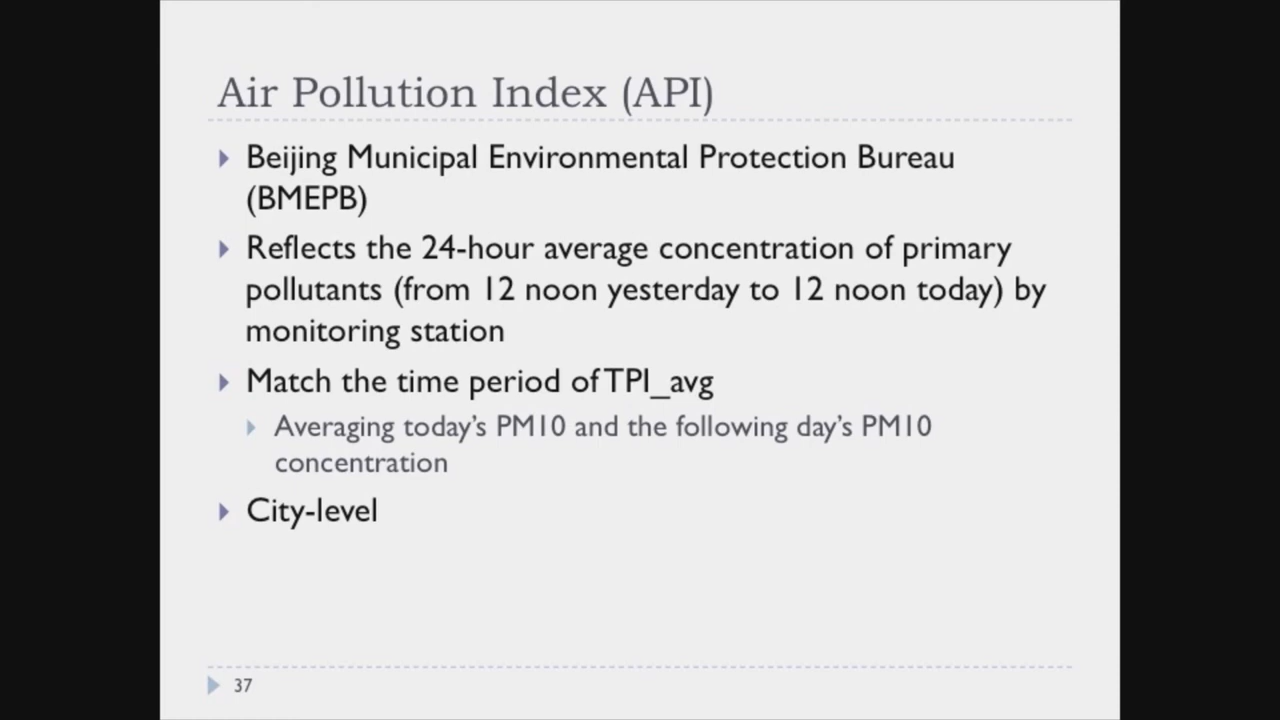 Air Pollution Index (API)
Beijing Municipal Environmental Protection Bureau
(BMEPB)
Reflects the 24-hour average concentration of primary
pollutants (from 12 noon yesterday to 12 noon today) by
monitoring station
Match the time period of TPI_avg
Averaging today's PM10 and the following day's PM10
concentration
City-level
37